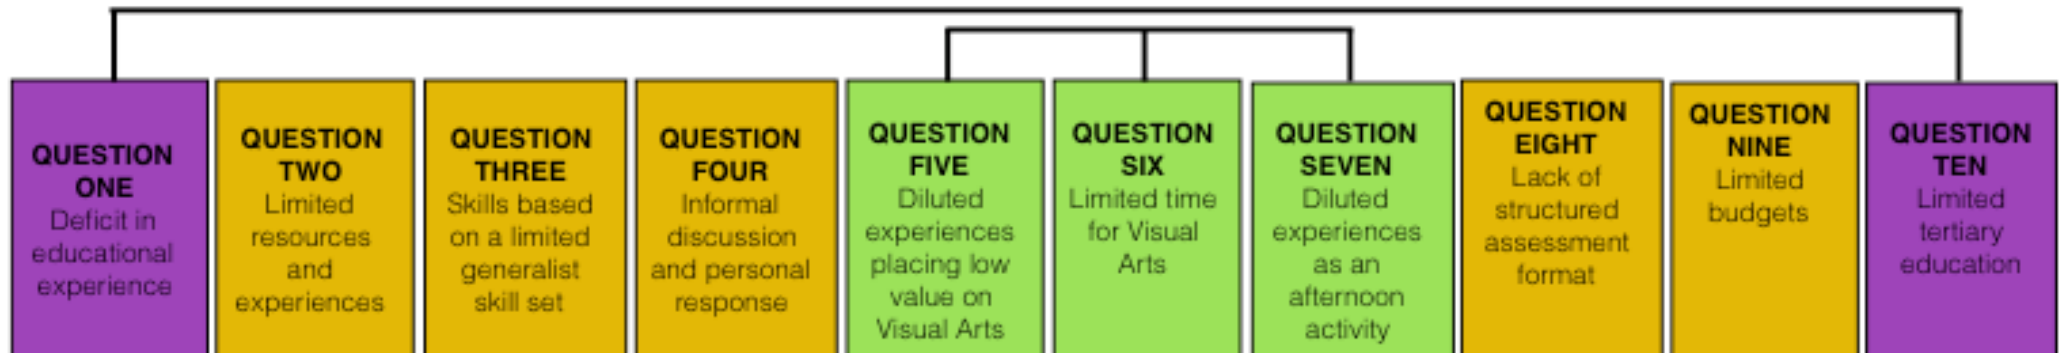 QUESTION
ONE
Deficit in
educational
experience
QUESTION
TWO
Limited
resources
and
experiences
QUESTION
THREE
Skills based
on a limited
generalist
skill set
QUESTION
FOUR
Informal
discussion
and personal
response
QUESTION
FIVE
Diluted
experiences
placing low
value on
Visual Arts
QUESTION
SIX
Limited time
for Visual
Arts
QUESTION
SEVEN
Diluted
experiences
as an
afternoon
activity
QUESTION
EIGHT
Lack of
structured
assessment
format
QUESTION
NINE
Limited
budgets
QUESTION
TEN
Limited
tertiary
education